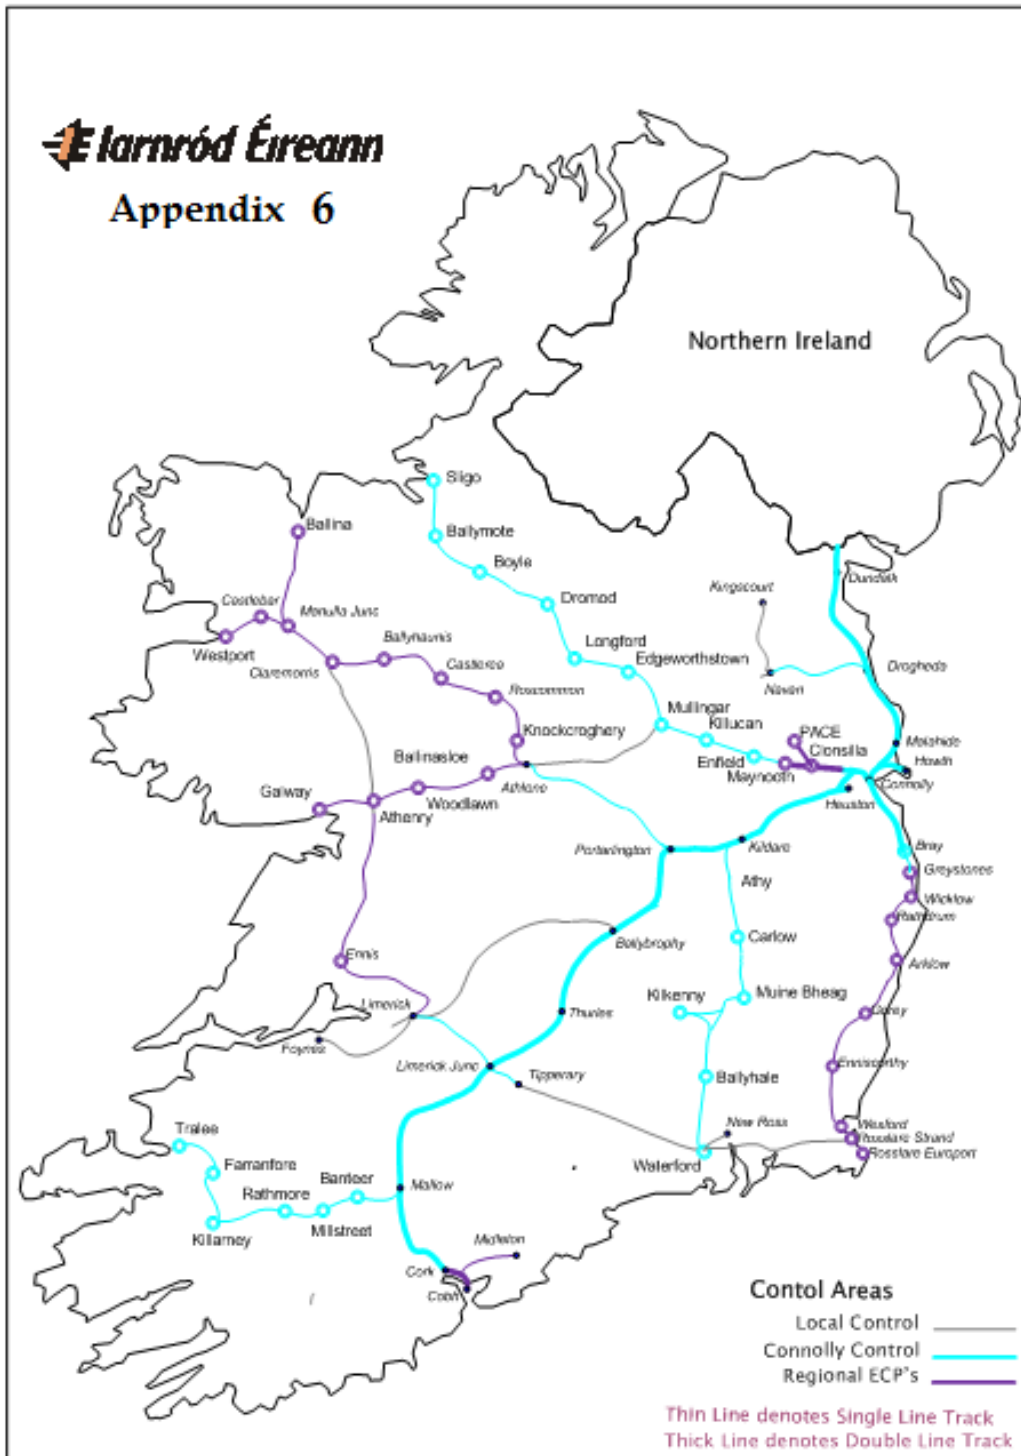 Iarnród Éireann
Appendix 6
Northern Ireland
Sligo
Ballina
Ballymote
Boyle
Dundalk
Kingscourt
Castlebar
Manulla Junc
Dromod
Westport
Ballyhaunis
Longford
Claremorris
Castlerea
Edgeworthstown
Drogheda
Navan
Roscommon
Mullingar
Killucan
PACE
Knockcroghery
Clonsilla
Malahide
Ballinasloe
Enfield
Howth
Maynooth
Athlone
Connolly
Galway
Woodlawn
Heuston
Athenry
Portarlington
Kildare
Bray
Greystones
Athy
Wicklow
Rathdrum
Carlow
Ballybrophy
Ennis
Arklow
Kilkenny
Muine Bheag
Limerick
Thurles
Gorey
Foynes
Limerick Junc
Enniscorthy
Tipperary
Ballyhale
New Ross
Tralee
Wexford
Rosslare Strand
Waterford
Rosslare Europort
Farranfore
Banteer
Rathmore
Mallow
Killarney
Millstreet
Midleton
Cork
Cobh
Contol Areas
Local Control
Connolly Control
Regional ECP's
Thin Line denotes Single Line Track
Thick Line denotes Double Line Track